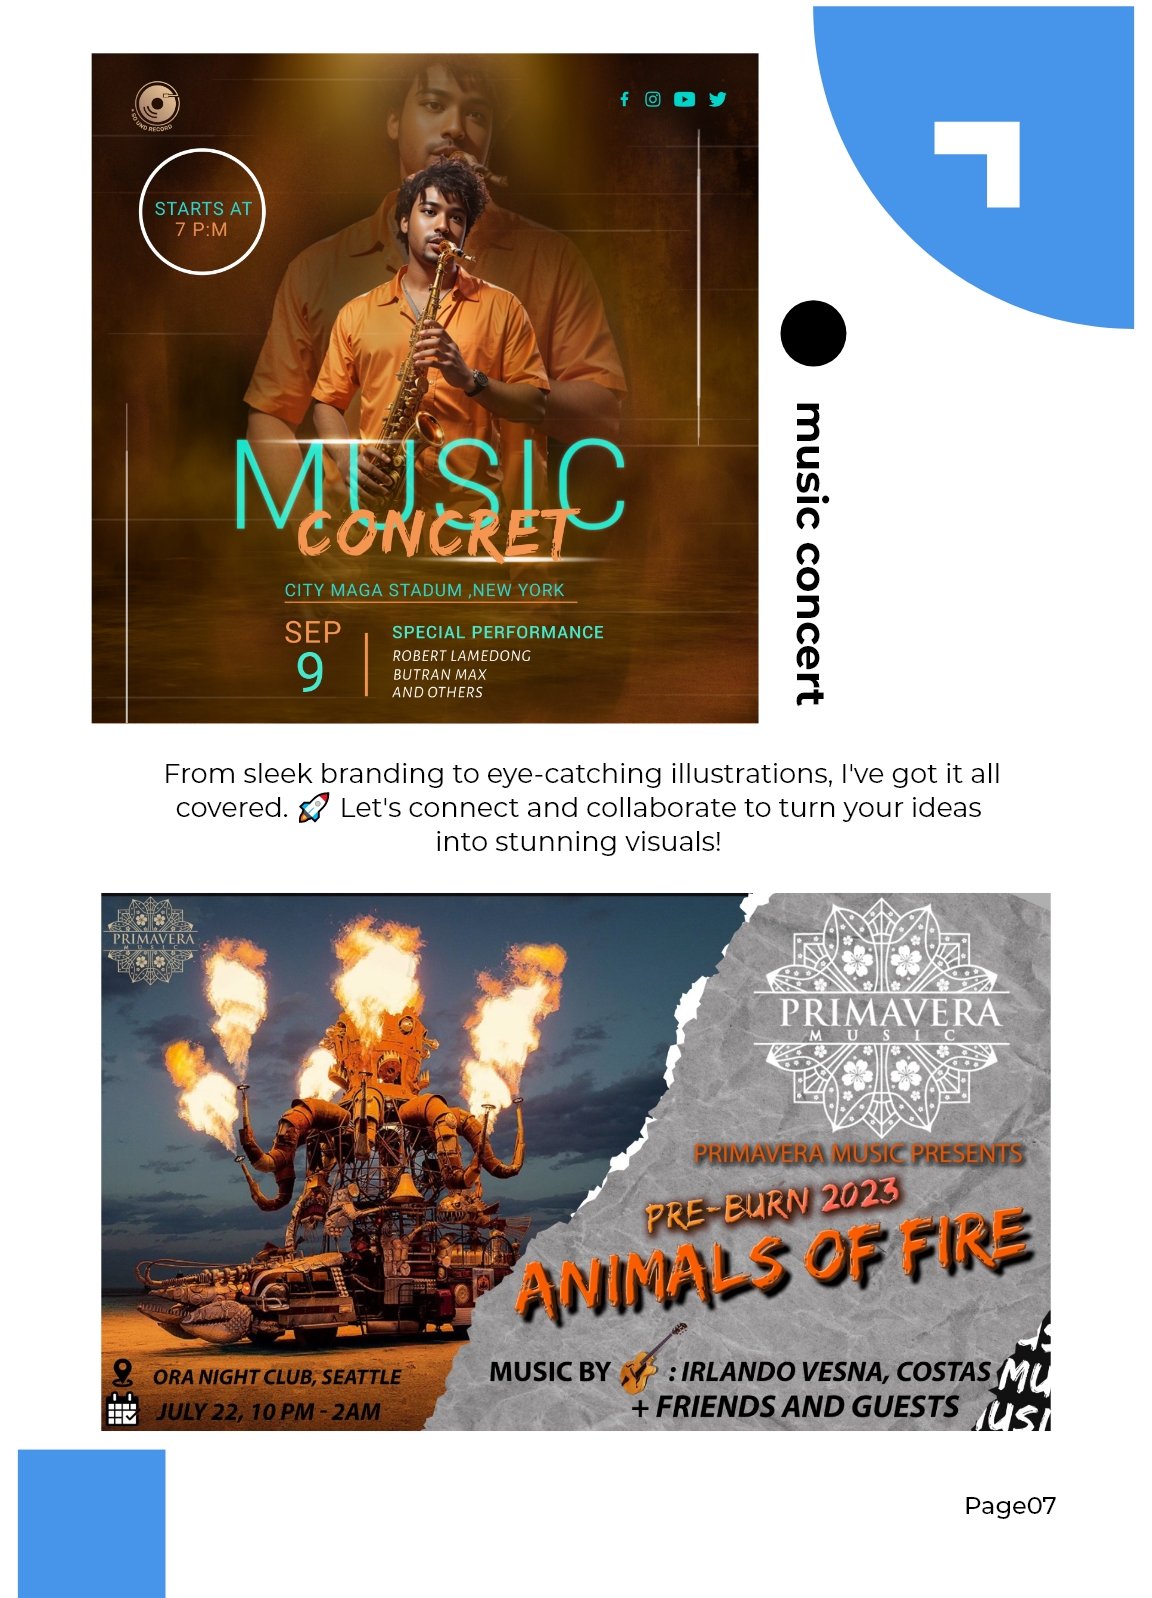 SOUND RECORD
STARTS AT
7 P:M
MUSIC
CONCRET
CITY MAGA STADUM ,NEW YORK
SEP
9
SPECIAL PERFORMANCE
ROBERT LAMEDONG
BUTRAN MAX
AND OTHERS
music concert
From sleek branding to eye-catching illustrations, I've got it all
covered. 🚀 Let's connect and collaborate to turn your ideas
into stunning visuals!
PRIMAVERA
MUSIC
PRIMAVERA
MUSIC
PRIMAVERA MUSIC PRESENTS
PRE-BURN 2023
ANIMALS OF FIRE
ORA NIGHT CLUB, SEATTLE
JULY 22, 10 PM - 2AM
MUSIC BY : IRLANDO VESNA, COSTAS
+ FRIENDS AND GUESTS
Page07